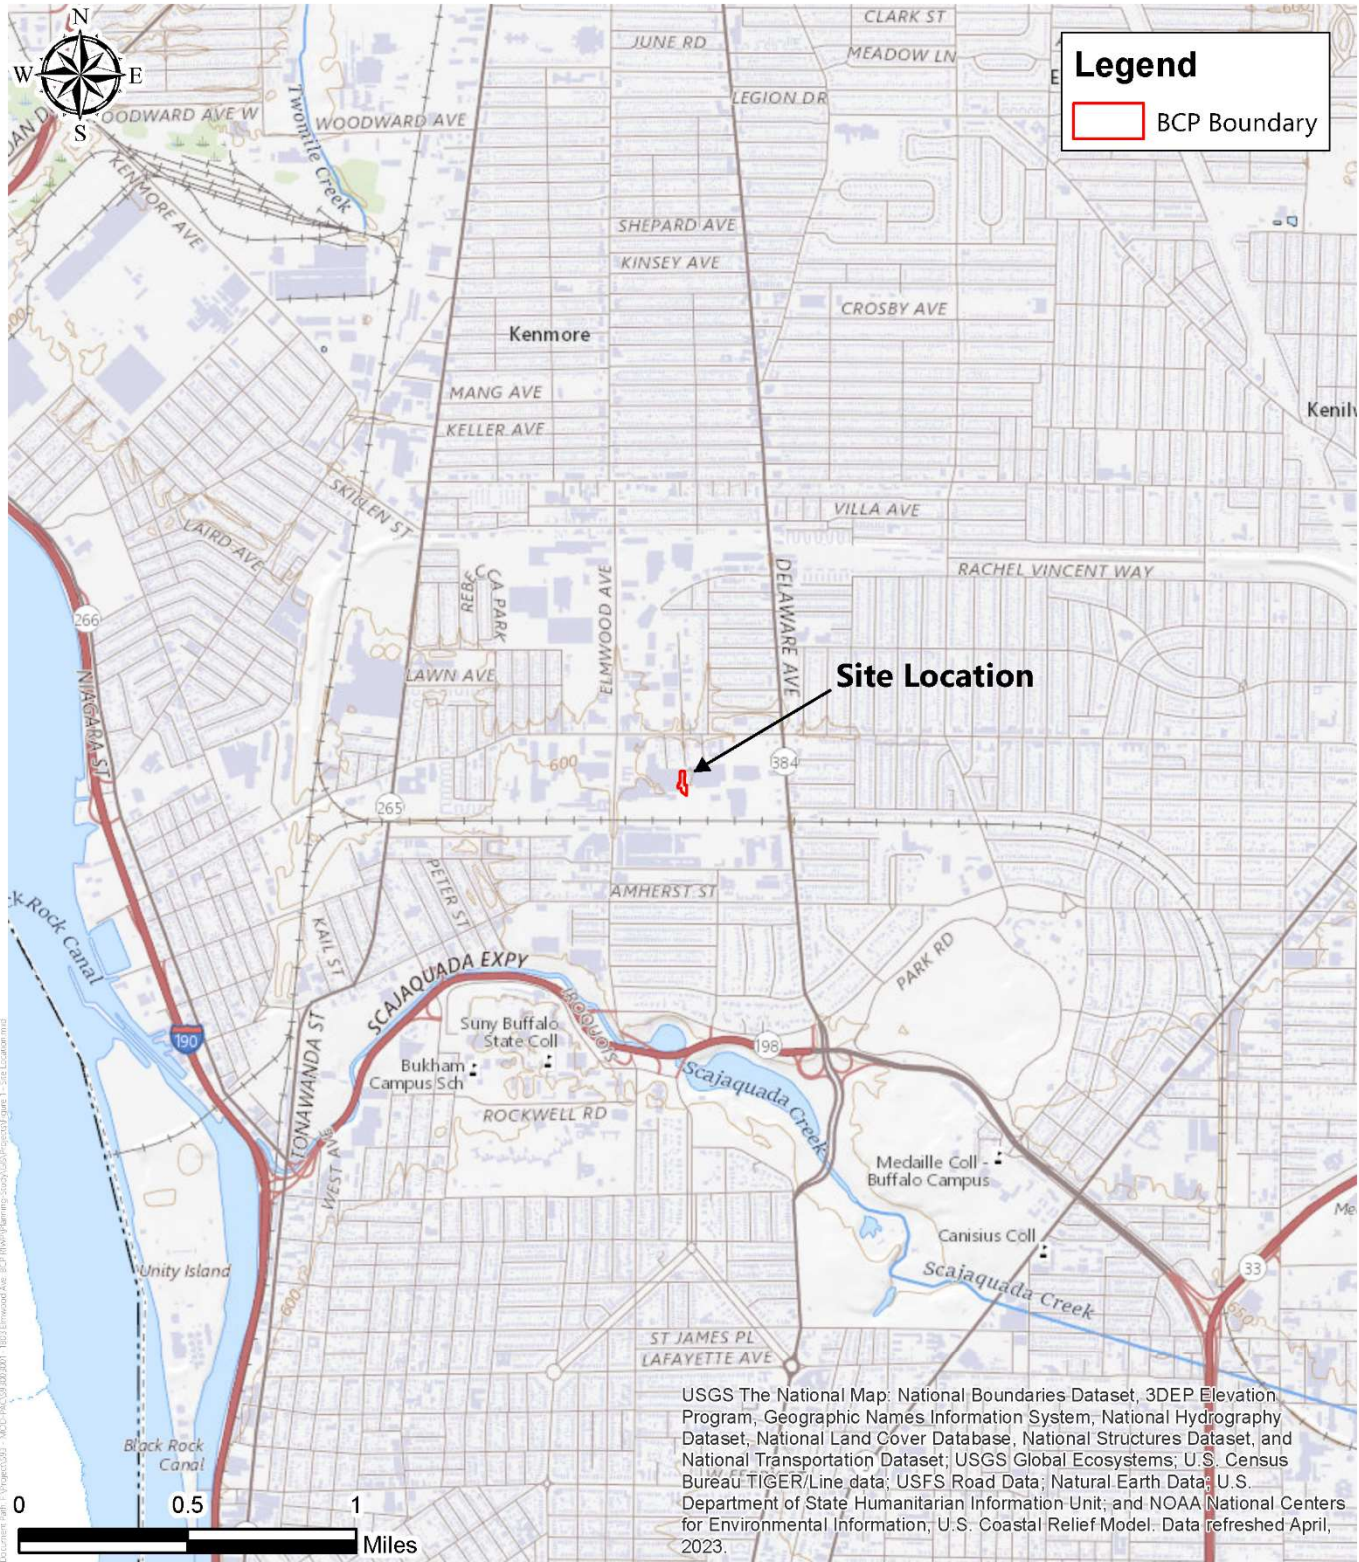 N
W
E
S
Legend
BCP Boundary
CLARK ST
JUNE RD
MEADOW LN
LEGION DR
OODWARD AVE W
WOODWARD AVE
Twomile Creek
KENMORE AVE
SHEPARD AVE
KINSEY AVE
CROSBY AVE
Kenmore
MANG AVE
KELLER AVE
Kenilw
SKILLEN ST
VILLA AVE
LAIRD AVE
REBECCA PARK
ELMWOOD AVE
DELAWARE AVE
RACHEL VINCENT WAY
266
NIAGARA ST
LAWN AVE
Site Location
600
384
265
AMHERST ST
PETER ST
KAIL ST
ck Rock Canal
PARK RD
SCAJAQUADA EXPY
IROQUOIS
Suny Buffalo
State Coll
190
198
Bukham
Campus Sch
TONAWANDA ST
Scajaquada Creek
ROCKWELL RD
WEST AVE
Medaille Coll -
Buffalo Campus
Me
Canisius Coll
Unity Island
Scajaquada Creek
33
600
650
ST JAMES PL
LAFAYETTE AVE
Black Rock
Canal
USGS The National Map: National Boundaries Dataset, 3DEP Elevation
Program, Geographic Names Information System, National Hydrography
Dataset, National Land Cover Database, National Structures Dataset, and
National Transportation Dataset; USGS Global Ecosystems; U.S. Census
Bureau TIGER/Line data; USFS Road Data; Natural Earth Data; U.S.
Department of State Humanitarian Information Unit; and NOAA National Centers
for Environmental Information, U.S. Coastal Relief Model. Data refreshed April,
2023.
0
0.5
1
Miles